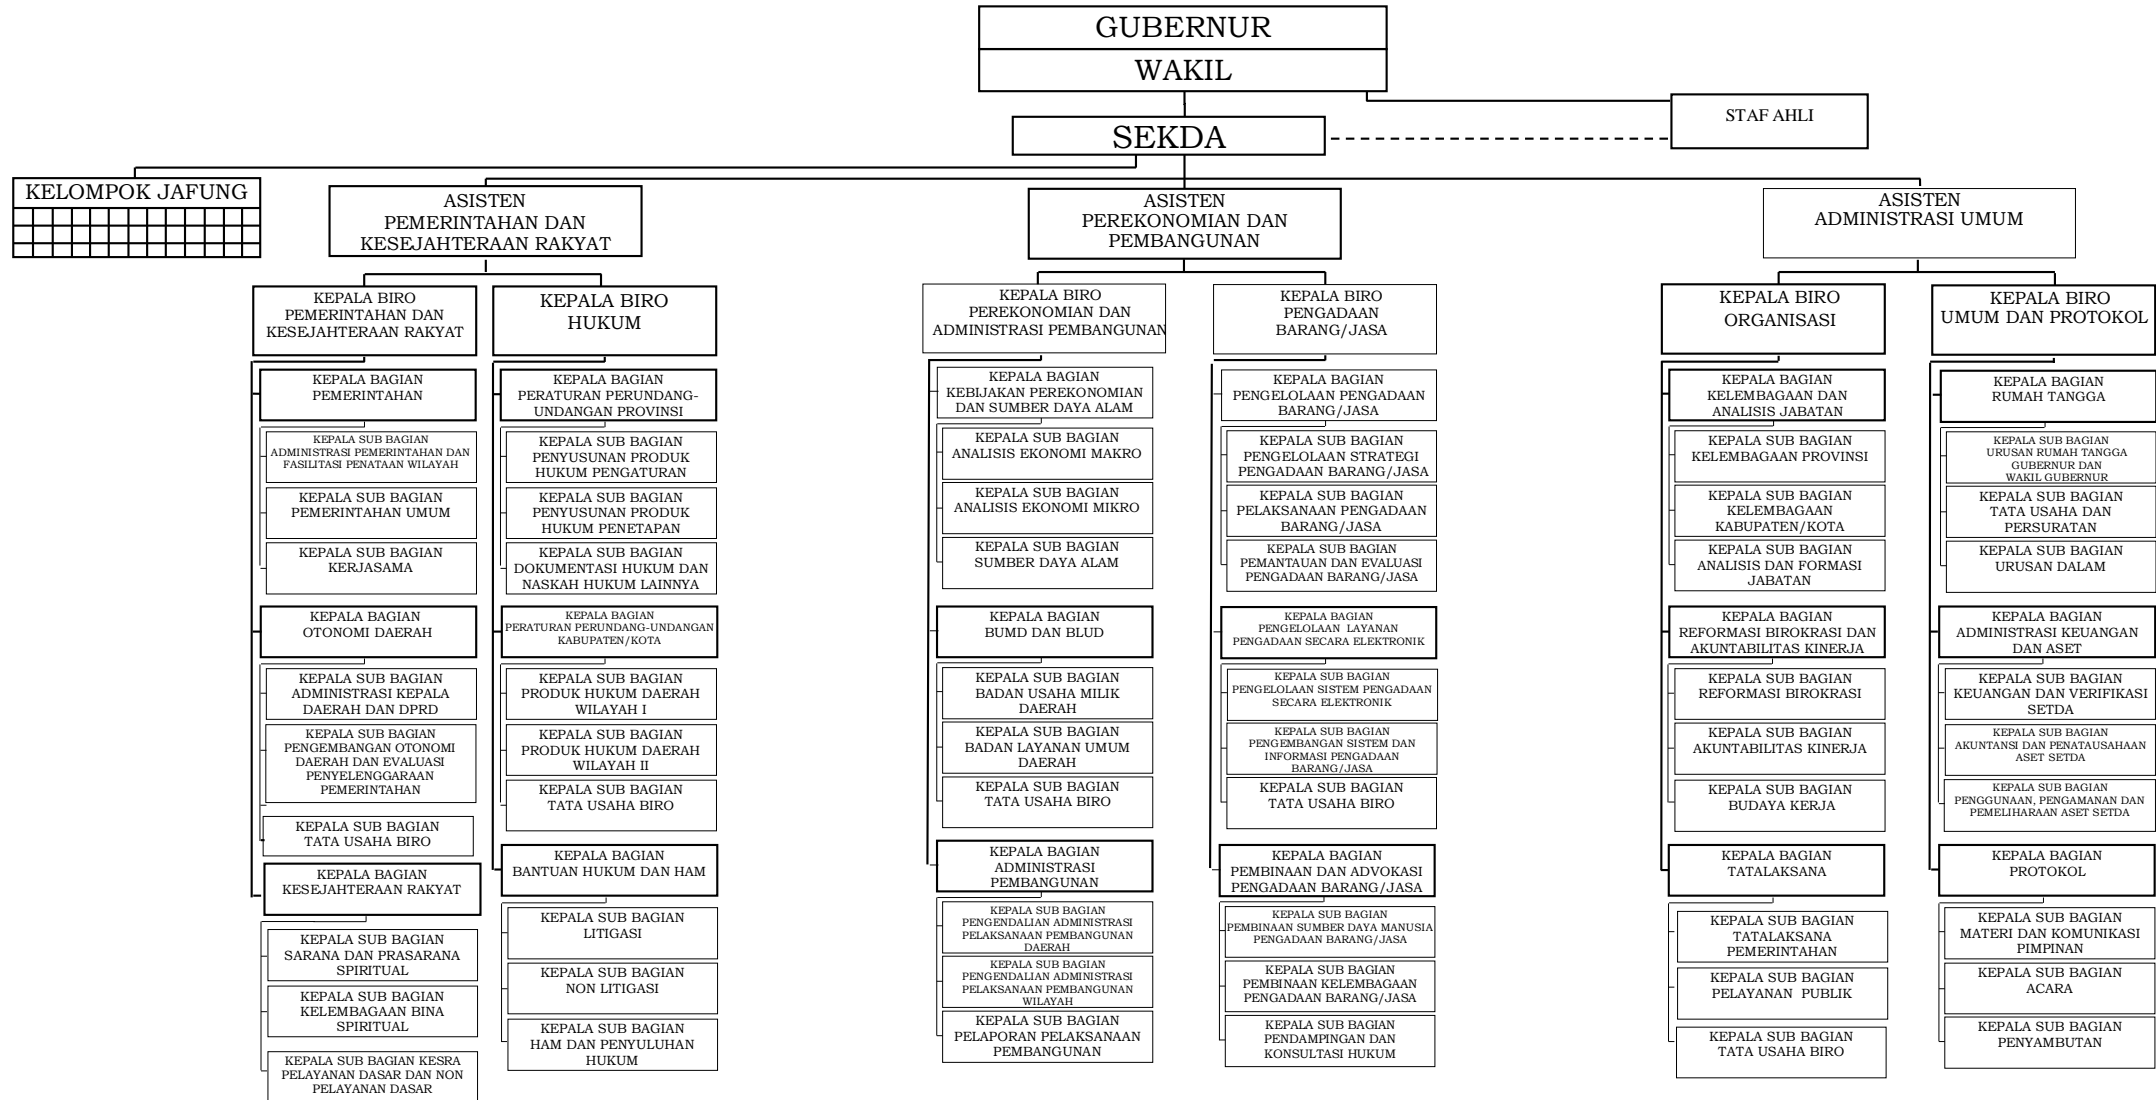 GUBERNUR
WAKIL
SEKDA
STAF AHLI
KELOMPOK JAFUNG
ASISTEN
PEMERINTAHAN DAN
KESEJAHTERAAN RAKYAT
KEPALA BIRO
PEMERINTAHAN DAN
KESEJAHTERAAN RAKYAT
KEPALA BAGIAN
PEMERINTAHAN
KEPALA SUB BAGIAN
ADMINISTRASI PEMERINTAHAN DAN
FASILITASI PENATAAN WILAYAH
KEPALA SUB BAGIAN
PEMERINTAHAN UMUM
KEPALA SUB BAGIAN
KERJASAMA
KEPALA BAGIAN
OTONOMI DAERAH
KEPALA SUB BAGIAN
ADMINISTRASI KEPALA
DAERAH DAN DPRD
KEPALA SUB BAGIAN
PENGEMBANGAN OTONOMI
DAERAH DAN EVALUASI
PENYELENGGARAAN
PEMERINTAHAN
KEPALA SUB BAGIAN
TATA USAHA BIRO
KEPALA BAGIAN
KESEJAHTERAAN RAKYAT
KEPALA SUB BAGIAN
SARANA DAN PRASARANA
SPIRITUAL
KEPALA SUB BAGIAN
KELEMBAGAAN BINA
SPIRITUAL
KEPALA SUB BAGIAN KESRA
PELAYANAN DASAR DAN NON
PELAYANAN DASAR
KEPALA BIRO
HUKUM
KEPALA BAGIAN
PERATURAN PERUNDANG-
UNDANGAN PROVINSI
KEPALA SUB BAGIAN
PENYUSUNAN PRODUK
HUKUM PENGATURAN
KEPALA SUB BAGIAN
PENYUSUNAN PRODUK
HUKUM PENETAPAN
KEPALA SUB BAGIAN
DOKUMENTASI HUKUM DAN
NASKAH HUKUM LAINNYA
KEPALA BAGIAN
PERATURAN PERUNDANG-UNDANGAN
KABUPATEN/KOTA
KEPALA SUB BAGIAN
PRODUK HUKUM DAERAH
WILAYAH I
KEPALA SUB BAGIAN
PRODUK HUKUM DAERAH
WILAYAH II
KEPALA SUB BAGIAN
TATA USAHA BIRO
KEPALA BAGIAN
BANTUAN HUKUM DAN HAM
KEPALA SUB BAGIAN
LITIGASI
KEPALA SUB BAGIAN
NON LITIGASI
KEPALA SUB BAGIAN
HAM DAN PENYULUHAN
HUKUM
ASISTEN
PEREKONOMIAN DAN
PEMBANGUNAN
KEPALA BIRO
PEREKONOMIAN DAN
ADMINISTRASI PEMBANGUNAN
KEPALA BAGIAN
KEBIJAKAN PEREKONOMIAN
DAN SUMBER DAYA ALAM
KEPALA SUB BAGIAN
ANALISIS EKONOMI MAKRO
KEPALA SUB BAGIAN
ANALISIS EKONOMI MIKRO
KEPALA SUB BAGIAN
SUMBER DAYA ALAM
KEPALA BAGIAN
BUMD DAN BLUD
KEPALA SUB BAGIAN
BADAN USAHA MILIK
DAERAH
KEPALA SUB BAGIAN
BADAN LAYANAN UMUM
DAERAH
KEPALA SUB BAGIAN
TATA USAHA BIRO
KEPALA BAGIAN
ADMINISTRASI
PEMBANGUNAN
KEPALA SUB BAGIAN
PENGENDALIAN ADMINISTRASI
PELAKSANAAN PEMBANGUNAN
DAERAH
KEPALA SUB BAGIAN
PENGENDALIAN ADMINISTRASI
PELAKSANAAN PEMBANGUNAN
WILAYAH
KEPALA SUB BAGIAN
PELAPORAN PELAKSANAAN
PEMBANGUNAN
KEPALA BIRO
PENGADAAN
BARANG/JASA
KEPALA BAGIAN
PENGELOLAAN PENGADAAN
BARANG/JASA
KEPALA SUB BAGIAN
PENGELOLAAN STRATEGI
PENGADAAN BARANG/JASA
KEPALA SUB BAGIAN
PELAKSANAAN PENGADAAN
BARANG/JASA
KEPALA SUB BAGIAN
PEMANTAUAN DAN EVALUASI
PENGADAAN BARANG/JASA
KEPALA BAGIAN
PENGELOLAAN LAYANAN
PENGADAAN SECARA ELEKTRONIK
KEPALA SUB BAGIAN
PENGELOLAAN SISTEM PENGADAAN
SECARA ELEKTRONIK
KEPALA SUB BAGIAN
PENGEMBANGAN SISTEM DAN
INFORMASI PENGADAAN
BARANG/JASA
KEPALA SUB BAGIAN
TATA USAHA BIRO
KEPALA BAGIAN
PEMBINAAN DAN ADVOKASI
PENGADAAN BARANG/JASA
KEPALA SUB BAGIAN
PEMBINAAN SUMBER DAYA MANUSIA
PENGADAAN BARANG/JASA
KEPALA SUB BAGIAN
PEMBINAAN KELEMBAGAAN
PENGADAAN BARANG/JASA
KEPALA SUB BAGIAN
PENDAMPINGAN DAN
KONSULTASI HUKUM
ASISTEN
ADMINISTRASI UMUM
KEPALA BIRO
ORGANISASI
KEPALA BAGIAN
KELEMBAGAAN DAN
ANALISIS JABATAN
KEPALA SUB BAGIAN
KELEMBAGAAN PROVINSI
KEPALA SUB BAGIAN
KELEMBAGAAN
KABUPATEN/KOTA
KEPALA SUB BAGIAN
ANALISIS DAN FORMASI
JABATAN
KEPALA BAGIAN
REFORMASI BIROKRASI DAN
AKUNTABILITAS KINERJA
KEPALA SUB BAGIAN
REFORMASI BIROKRASI
KEPALA SUB BAGIAN
AKUNTABILITAS KINERJA
KEPALA SUB BAGIAN
BUDAYA KERJA
KEPALA BAGIAN
TATALAKSANA
KEPALA SUB BAGIAN
TATALAKSANA
PEMERINTAHAN
KEPALA SUB BAGIAN
PELAYANAN PUBLIK
KEPALA SUB BAGIAN
TATA USAHA BIRO
KEPALA BIRO
UMUM DAN PROTOKOL
KEPALA BAGIAN
RUMAH TANGGA
KEPALA SUB BAGIAN
URUSAN RUMAH TANGGA
GUBERNUR DAN
WAKIL GUBERNUR
KEPALA SUB BAGIAN
TATA USAHA DAN
PERSURATAN
KEPALA SUB BAGIAN
URUSAN DALAM
KEPALA BAGIAN
ADMINISTRASI KEUANGAN
DAN ASET
KEPALA SUB BAGIAN
KEUANGAN DAN VERIFIKASI
SETDA
KEPALA SUB BAGIAN
AKUNTANSI DAN PENATAUSAHAAN
ASET SETDA
KEPALA SUB BAGIAN
PENGGUNAAN, PENGAMANAN DAN
PEMELIHARAAN ASET SETDA
KEPALA BAGIAN
PROTOKOL
KEPALA SUB BAGIAN
MATERI DAN KOMUNIKASI
PIMPINAN
KEPALA SUB BAGIAN
ACARA
KEPALA SUB BAGIAN
PENYAMBUTAN